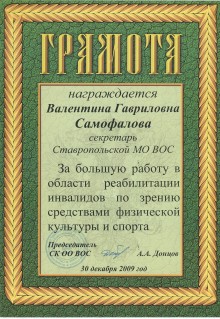 ГРАМОТА
награждается
Валентина Гавриловна
Самофалова
секретарь
Ставропольской МО ВОС
За большую работу в
области реабилитации
инвалидов по зрению
средствами физической
культуры и спорта
Председатель
СК ОО ВОС
А.А. Донцов
30 декабря 2009 год